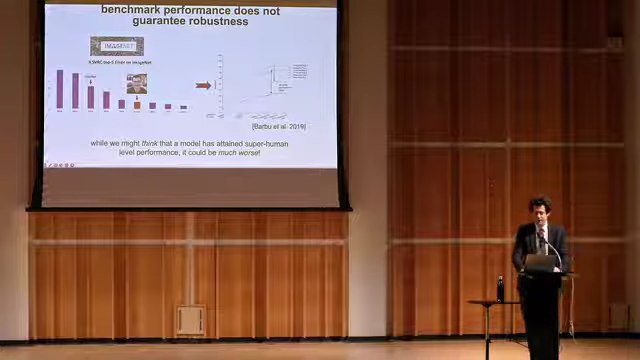 benchmark performance does not
guarantee robustness
IMAGENET
[Barbu et al. 2019]
while we might think that a model has attained super-human
level performance, it could be much worse!